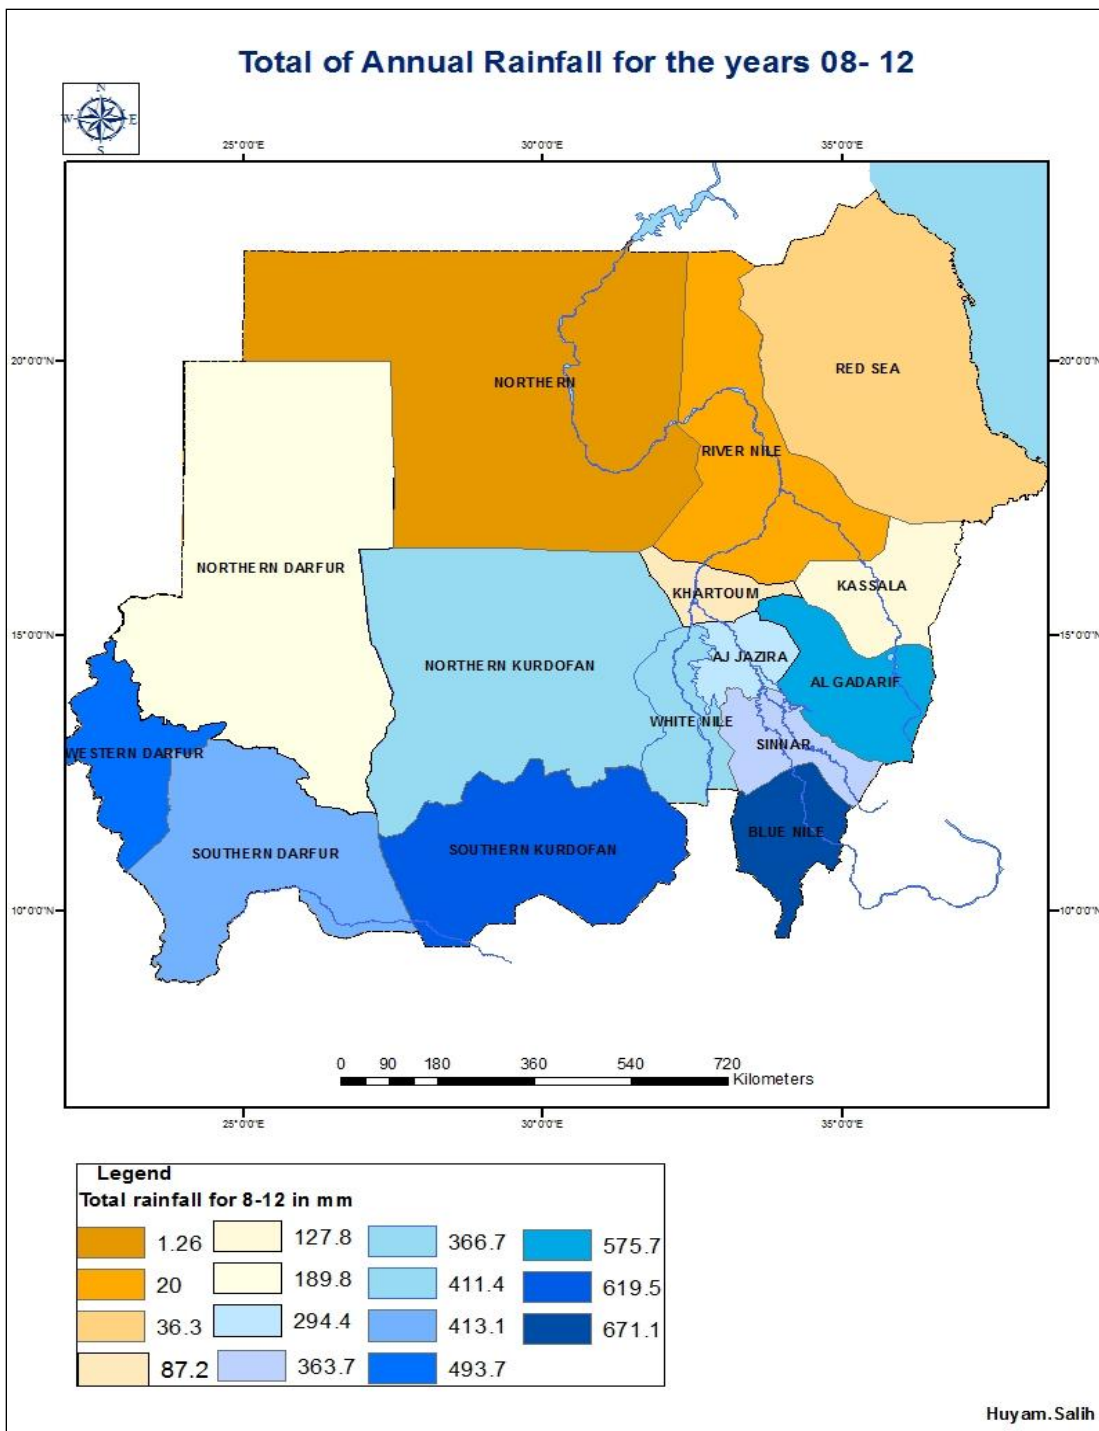 Total of Annual Rainfall for the years 08- 12
N
W E
S
25°0'0"E 30°0'0"E 35°0'0"E
20°0'0"N 20°0'0"N
15°0'0"N 15°0'0"N
10°0'0"N 10°0'0"N
RED SEA
NORTHERN
RIVER NILE
NORTHERN DARFUR
KHARTOUM
KASSALA
NORTHERN KURDOFAN
AJ JAZIRA
AL GADARIF
WHITE NILE
SINNAR
WESTERN DARFUR
BLUE NILE
SOUTHERN DARFUR
SOUTHERN KURDOFAN
0 90 180 360 540 720
Kilometers
25°0'0"E 30°0'0"E 35°0'0"E
Legend
Total rainfall for 8-12 in mm
1.26 127.8 366.7 575.7
20 189.8 411.4 619.5
36.3 294.4 413.1 671.1
87.2 363.7 493.7
Huyam.Salih